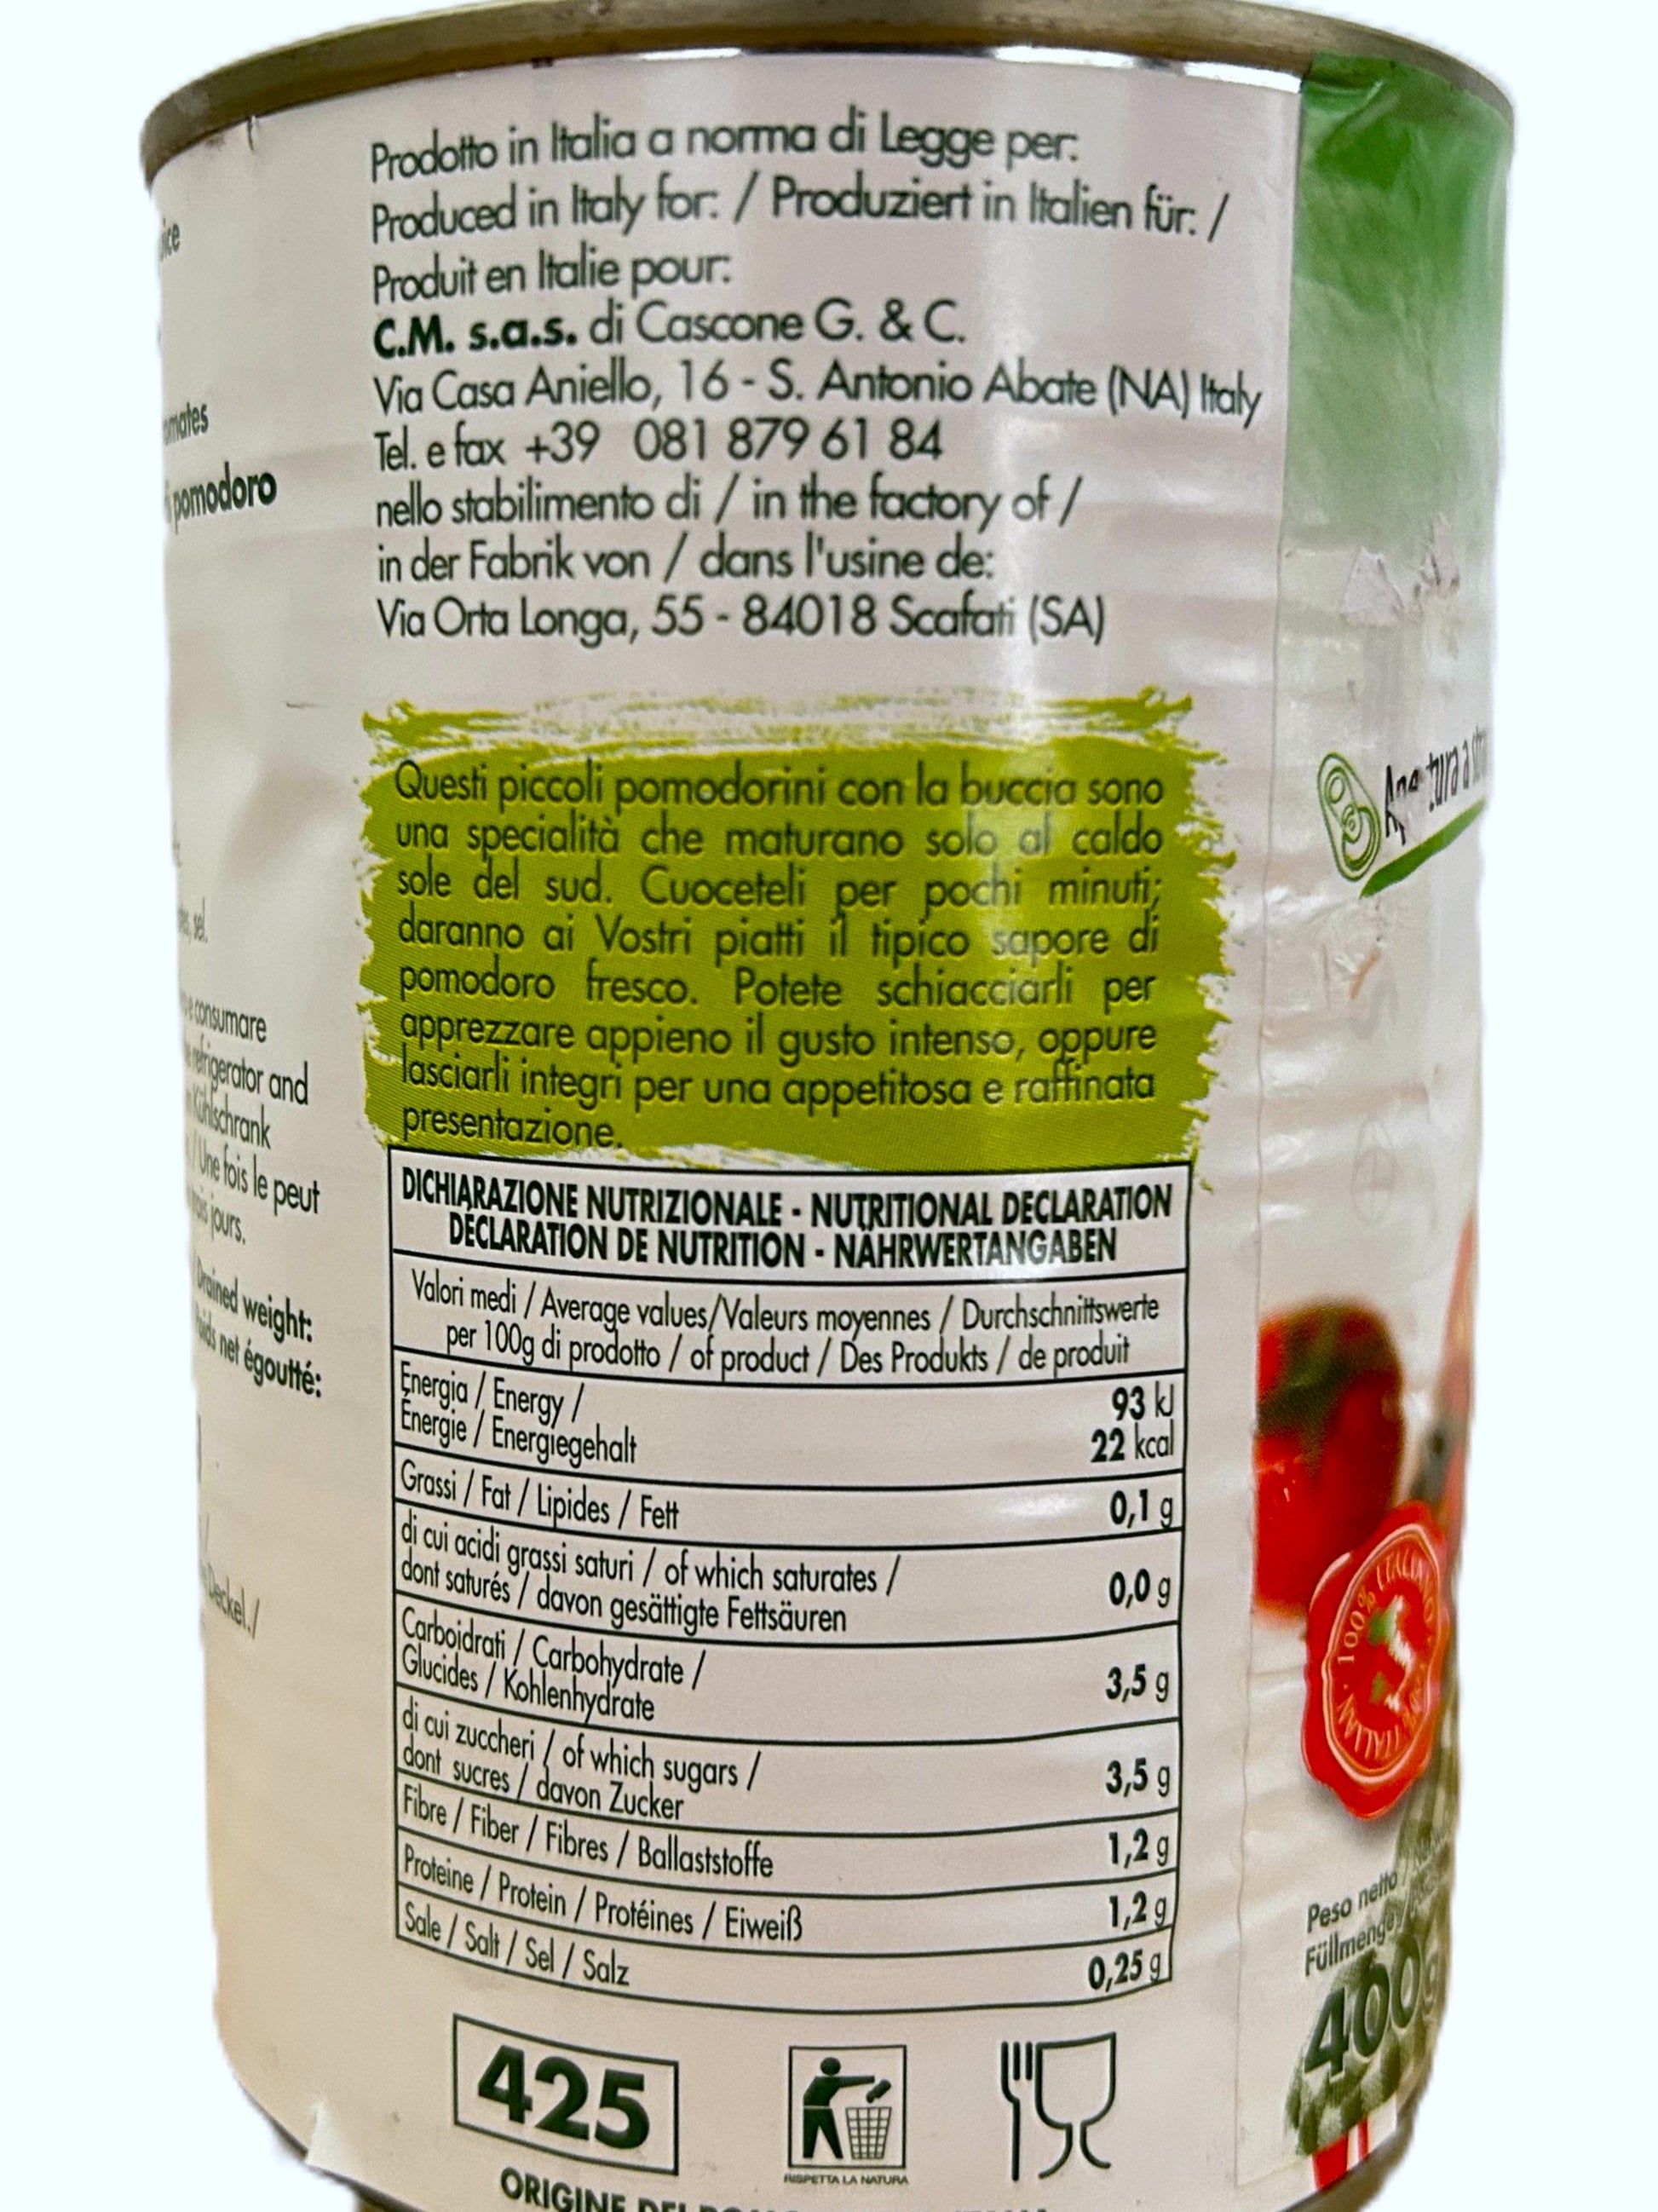 mates
pomodoro
sel.
consumare
refrigerator and
Kühlschrank
/ Une fois le peut
jours.
Drained weight:
net égoutté:
Deckel./
Prodotto in Italia a norma di Legge per:
Produced in Italy for: / Produziert in Italien für: /
Produit en Italie pour:
C.M. s.a.s. di Cascone G. & C.
Via Casa Aniello, 16 - S. Antonio Abate (NA) Italy
Tel. e fax +39 081 879 61 84
nello stabilimento di / in the factory of /
in der Fabrik von / dans l'usine de:
Via Orta Longa, 55 - 84018 Scafati (SA)
Questi piccoli pomodorini con la buccia sono
una specialità che maturano solo al caldo
sole del sud. Cuoceteli per pochi minuti;
daranno ai Vostri piatti il tipico sapore di
pomodoro fresco. Potete schiacciarli per
apprezzare appieno il gusto intenso, oppure
lasciarli integri per una appetitosa e raffinata
presentazione.
DICHIARAZIONE NUTRIZIONALE - NUTRITIONAL DECLARATION
DÉCLARATION DE NUTRITION - NÄHRWERTANGABEN
Valori medi / Average values/Valeurs moyennes / Durchschnittswerte
per 100g di prodotto / of product / Des Produkts / de produit
Energia / Energy / 93 kJ
Énergie / Energiegehalt 22 kcal
Grassi / Fat / Lipides / Fett 0,1 g
di cui acidi grassi saturi / of which saturates /
dont saturés / davon gesättigte Fettsäuren 0,0 g
Carboidrati / Carbohydrate /
Glucides / Kohlenhydrate 3,5 g
di cui zuccheri / of which sugars /
dont sucres / davon Zucker 3,5 g
Fibre / Fiber / Fibres / Ballaststoffe 1,2 g
Proteine / Protein / Protéines / Eiweiß 1,2 g
Sale / Salt / Sel / Salz 0,25 g
425
RISPETTA LA NATURA
ORIGINE DEL
Apertura a
100% ITALIANO
Peso netto /
Füllmenge /
400g